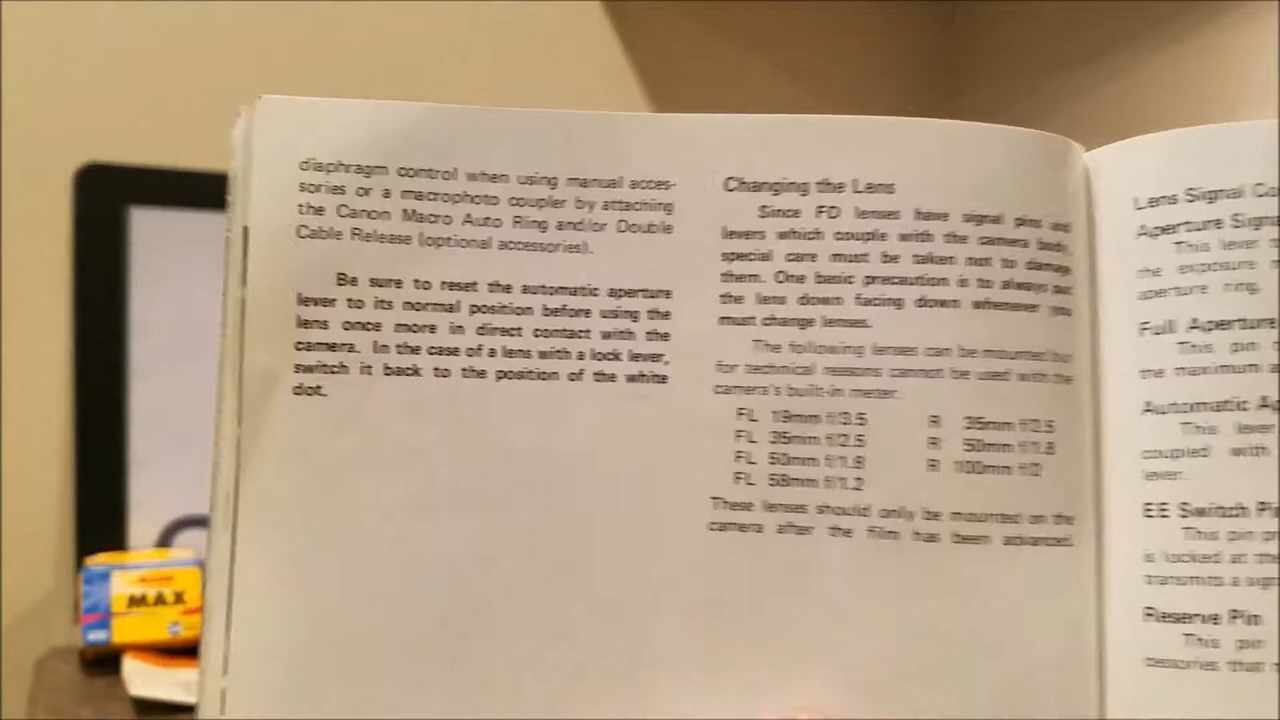 diaphragm control when using manual acces-
sories or a macrophoto coupler by attaching
the Canon Macro Auto Ring and/or Double
Cable Release (optional accessories).
Be sure to reset the automatic aperture
lever to its normal position before using the
lens once more in direct contact with the
camera. In the case of a lens with a lock lever,
switch it back to the position of the white
dot.
Changing the Lens
Since FD lenses have signal pins and
levers which couple with the camera body,
special care must be taken not to damage
them. One basic precaution is to always put
the lens down facing down whenever you
must change lenses.
The following lenses can be mounted but
for technical reasons cannot be used with the
camera's built-in meter.
FL 19mm f/3.5 R 35mm f/2.5
FL 35mm f/2.5 R 50mm f/1.8
FL 50mm f/1.8 R 100mm f/2
FL 58mm f/1.2
These lenses should only be mounted on the
camera after the film has been advanced.
Lens Signal Co
Aperture Signa
This lever
the exposure
aperture ring.
Full Aperture
This pin
the maximum
Automatic Ap
This lever
coupled with
lever.
EE Switch Pi
This pin
is locked at the
transmits a sign
Reserve Pin
This pin
cessories that
MAX